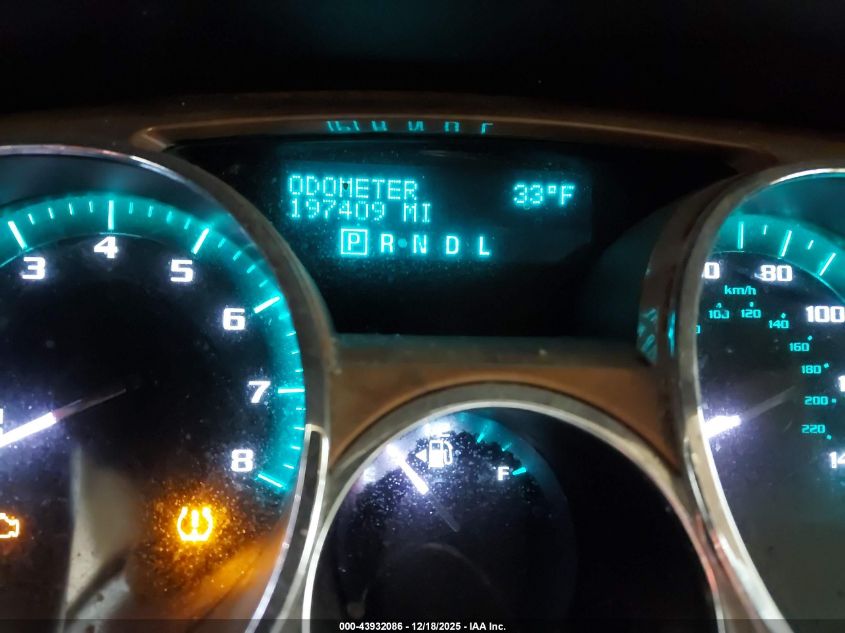 ODOMETER 33°F
197409 MI
P R N D L
3 4 5 6 7 8
80 100
km/h
100 120 140 160 180 200 220
F
000-43932086 - 12/18/2025 - IAA Inc.